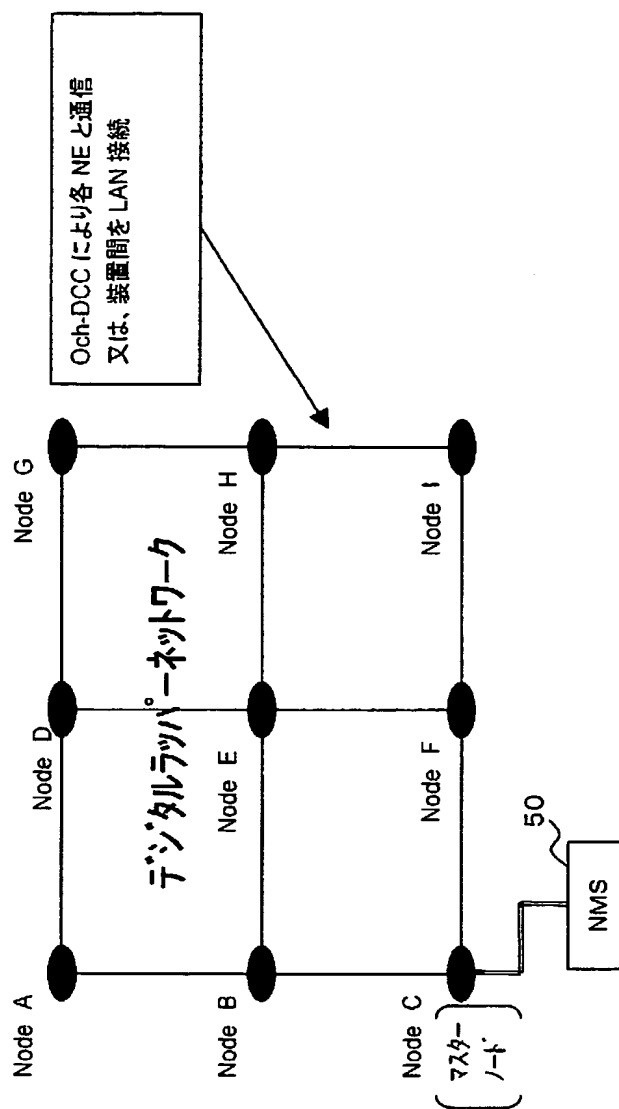 Och-DCC により各 NE と通信
又は、装置間を LAN 接続
Node A
Node D
Node G
デジタルラッパーネットワーク
Node B
Node E
Node H
Node C
マスター
ノード
Node F
Node I
50
NMS